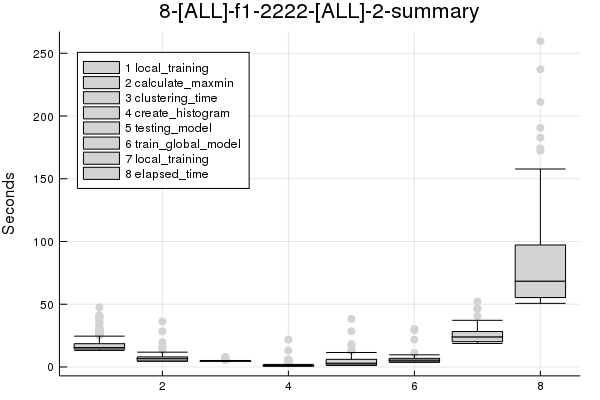 8-[ALL]-f1-2222-[ALL]-2-summary
250
200
150
100
50
0
Seconds
1 local_training
2 calculate_maxmin
3 clustering_time
4 create_histogram
5 testing_model
6 train_global_model
7 local_training
8 elapsed_time
2 4 6 8